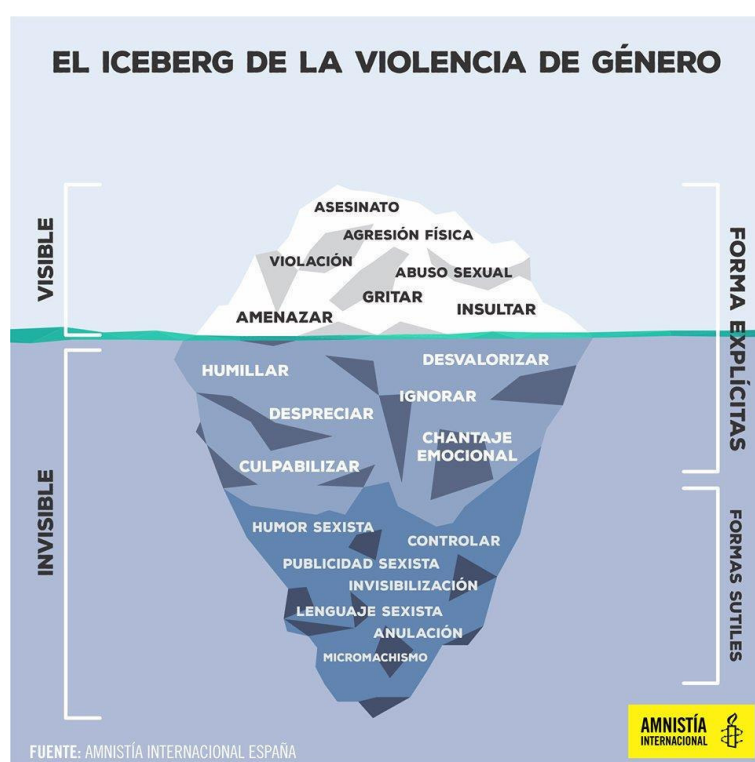 EL ICEBERG DE LA VIOLENCIA DE GÉNERO
VISIBLE
ASESINATO
AGRESIÓN FÍSICA
VIOLACIÓN
ABUSO SEXUAL
GRITAR
AMENAZAR
INSULTAR
FORMA EXPLÍCITAS
INVISIBLE
HUMILLAR
DESVALORIZAR
IGNORAR
DESPRECIAR
CHANTAJE
EMOCIONAL
CULPABILIZAR
HUMOR SEXISTA
CONTROLAR
PUBLICIDAD SEXISTA
INVISIBILIZACIÓN
LENGUAJE SEXISTA
ANULACIÓN
MICROMACHISMO
FORMAS SUTILES
AMNISTÍA
INTERNACIONAL
FUENTE: AMNISTÍA INTERNACIONAL ESPAÑA